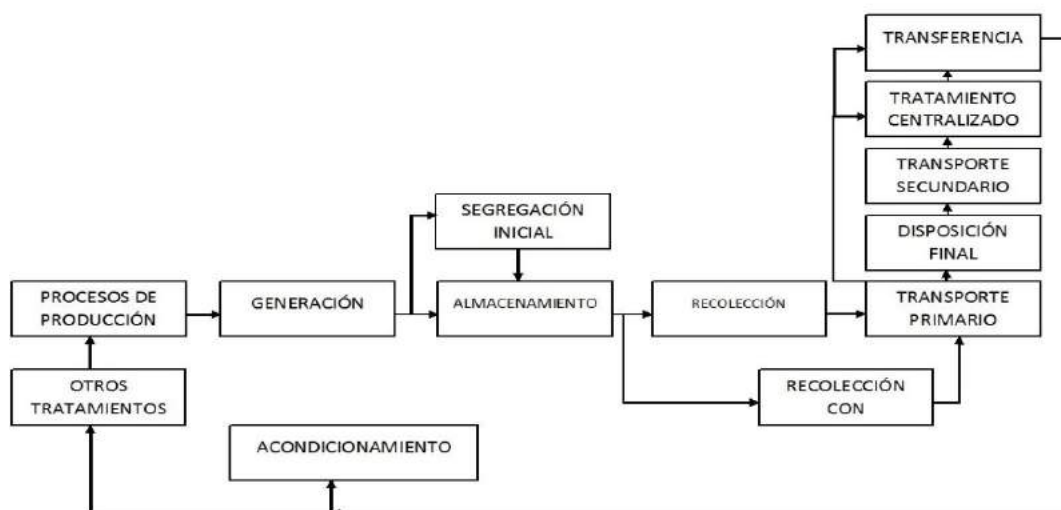 TRANSFERENCIA
TRATAMIENTO
CENTRALIZADO
TRANSPORTE
SECUNDARIO
SEGREGACIÓN
INICIAL
DISPOSICIÓN
FINAL
PROCESOS DE
PRODUCCIÓN
GENERACIÓN
ALMACENAMIENTO
RECOLECCIÓN
TRANSPORTE
PRIMARIO
OTROS
TRATAMIENTOS
RECOLECCIÓN
CON
ACONDICIONAMIENTO